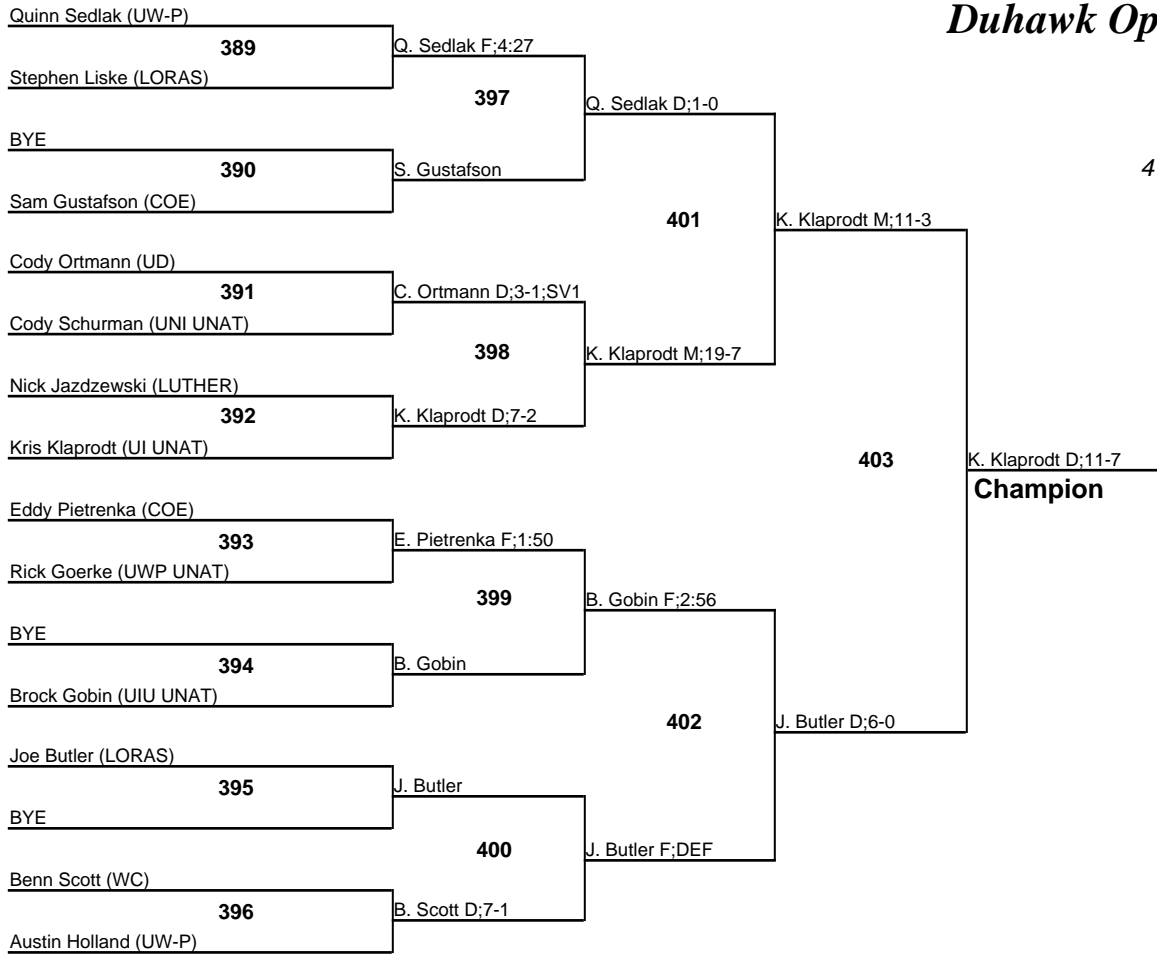 Duhawk Op
4
Quinn Sedlak (UW-P)
389
Stephen Liske (LORAS)
Q. Sedlak F;4:27
397
BYE
390
Sam Gustafson (COE)
S. Gustafson
Q. Sedlak D;1-0
401
Cody Ortmann (UD)
391
Cody Schurman (UNI UNAT)
C. Ortmann D;3-1;SV1
398
Nick Jazdzewski (LUTHER)
392
Kris Klaprodt (UI UNAT)
K. Klaprodt D;7-2
K. Klaprodt M;19-7
K. Klaprodt M;11-3
403
K. Klaprodt D;11-7
Champion
Eddy Pietrenka (COE)
393
Rick Goerke (UWP UNAT)
E. Pietrenka F;1:50
399
BYE
394
Brock Gobin (UIU UNAT)
B. Gobin
B. Gobin F;2:56
402
J. Butler D;6-0
Joe Butler (LORAS)
395
BYE
J. Butler
400
J. Butler F;DEF
Benn Scott (WC)
396
Austin Holland (UW-P)
B. Scott D;7-1